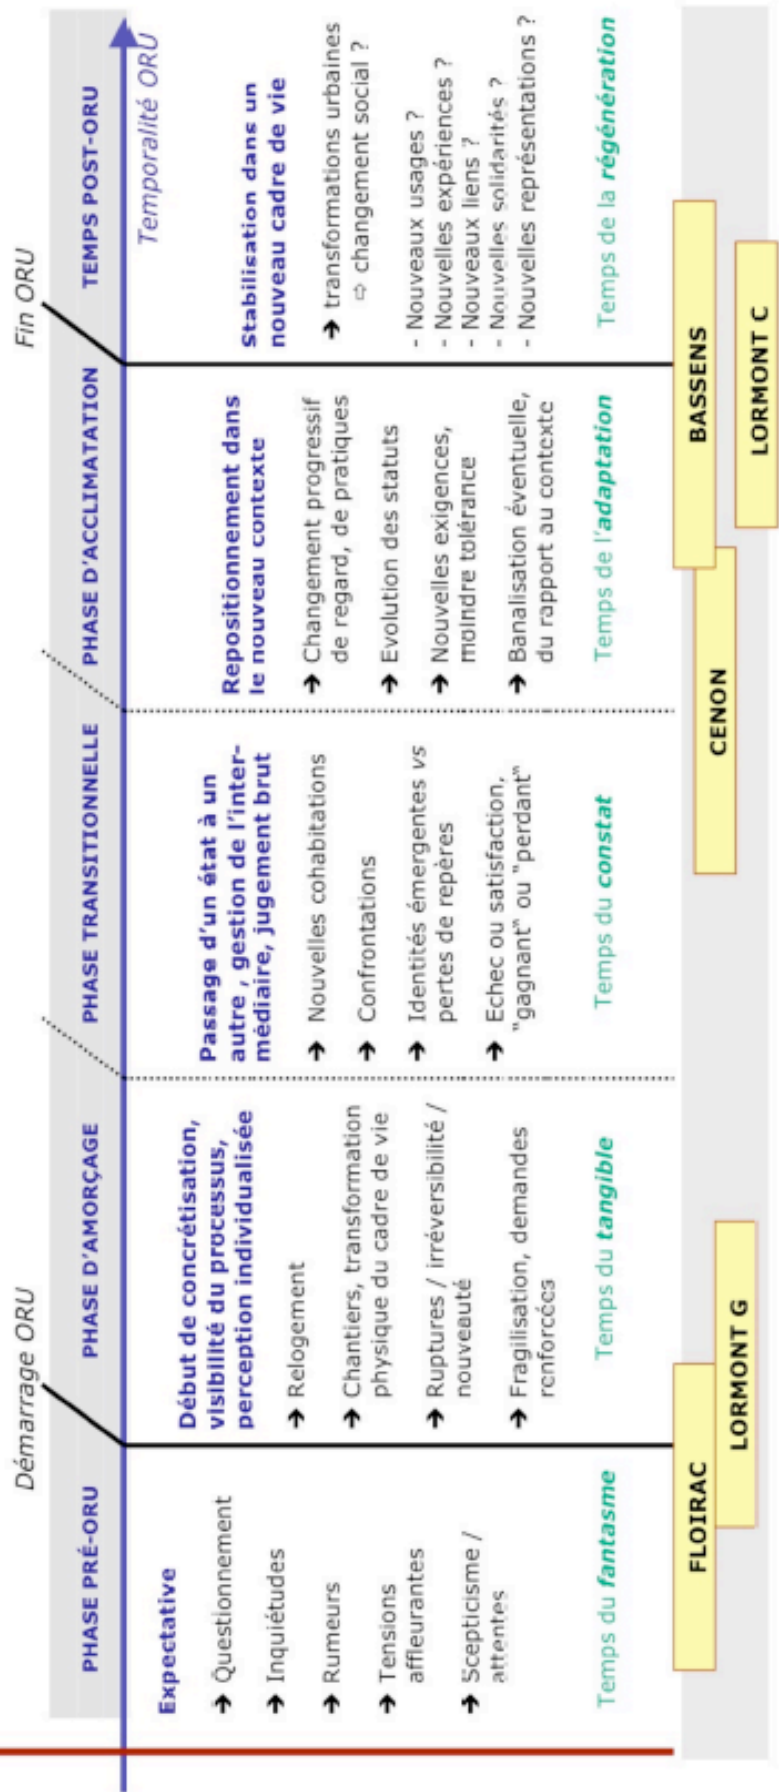 Démarrage ORU
Fin ORU
PHASE PRÉ-ORU
PHASE D'AMORÇAGE
PHASE TRANSITIONNELLE
PHASE D'ACCLIMATATION
TEMPS POST-ORU
Temporalité ORU
Expectative
➔ Questionnement
➔ Inquiétudes
➔ Rumeurs
➔ Tensions
affleurantes
➔ Scepticisme /
attentes
Temps du fantasme
Début de concrétisation,
visibilité du processus,
perception individualisée
➔ Relogement
➔ Chantiers, transformation
physique du cadre de vie
➔ Ruptures / irréversibilité /
nouveauté
➔ Fragilisation, demandes
renforcées
Temps du tangible
Passage d'un état à un
autre , gestion de l'inter-
médiaire, jugement brut
➔ Nouvelles cohabitations
➔ Confrontations
➔ Identités émergentes vs
pertes de repères
➔ Echec ou satisfaction,
"gagnant" ou "perdant"
Temps du constat
Repositionnement dans
le nouveau contexte
➔ Changement progressif
de regard, de pratiques
➔ Evolution des statuts
➔ Nouvelles exigences,
moindre tolérance
➔ Banalisation éventuelle,
du rapport au contexte
Temps de l'adaptation
Stabilisation dans un
nouveau cadre de vie
➔ transformations urbaines
⇨ changement social ?
- Nouveaux usages ?
- Nouvelles expériences ?
- Nouveaux liens ?
- Nouvelles solidarités ?
- Nouvelles représentations ?
Temps de la régénération
FLOIRAC
LORMONT G
CENON
BASSENS
LORMONT C